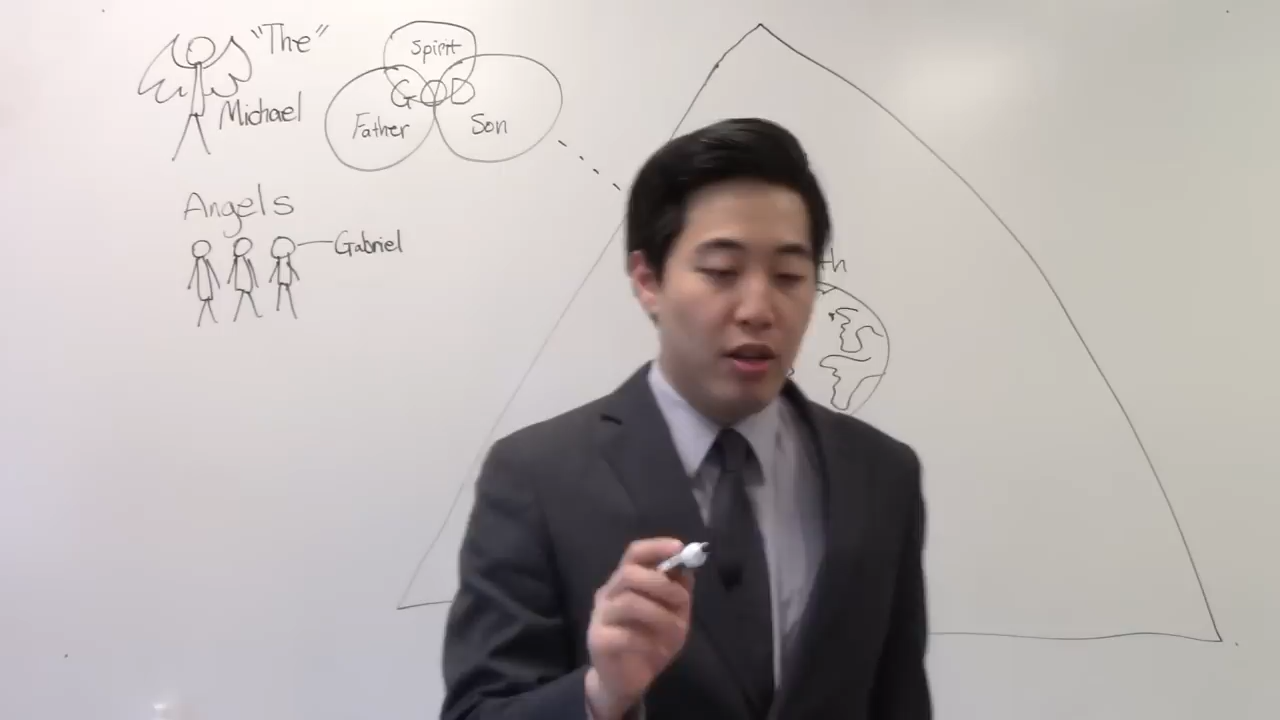 "The"
Michael
Spirit
GOD
Father
Son
Angels
Gabriel